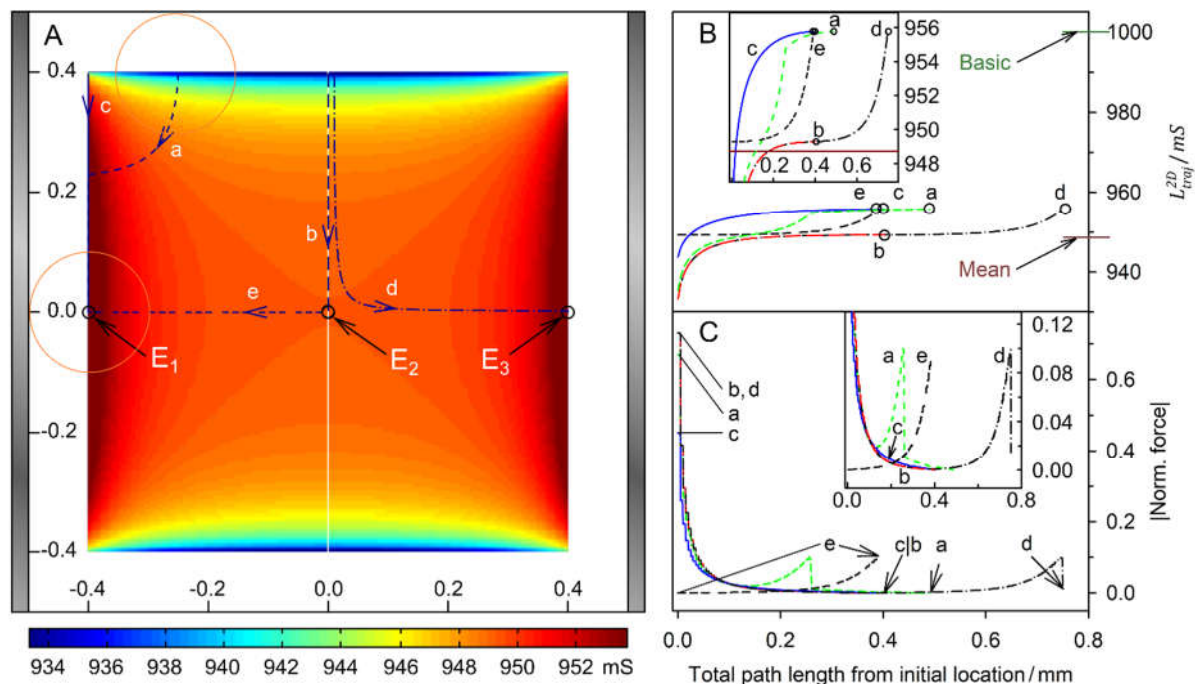 A
0.4
0.2
0.0
-0.2
-0.4
c
a
b
d
e
E1
E2
E3
-0.4
-0.2
0.0
0.2
0.4
934 936 938 940 942 944 946 948 950 952 mS
B
c
a
e
d
b
956
954
952
950
948
0.2 0.4 0.6
Basic
e c a d
b
Mean
1000
980
960
940
L_traj^2D / mS
C
b, d
a
c
a e d
c
b
0.12
0.08
0.04
0.00
0.0 0.4 0.8
e c|b a d
0.6
0.4
0.2
0.0
|Norm. force|
0.0 0.2 0.4 0.6 0.8
Total path length from initial location / mm